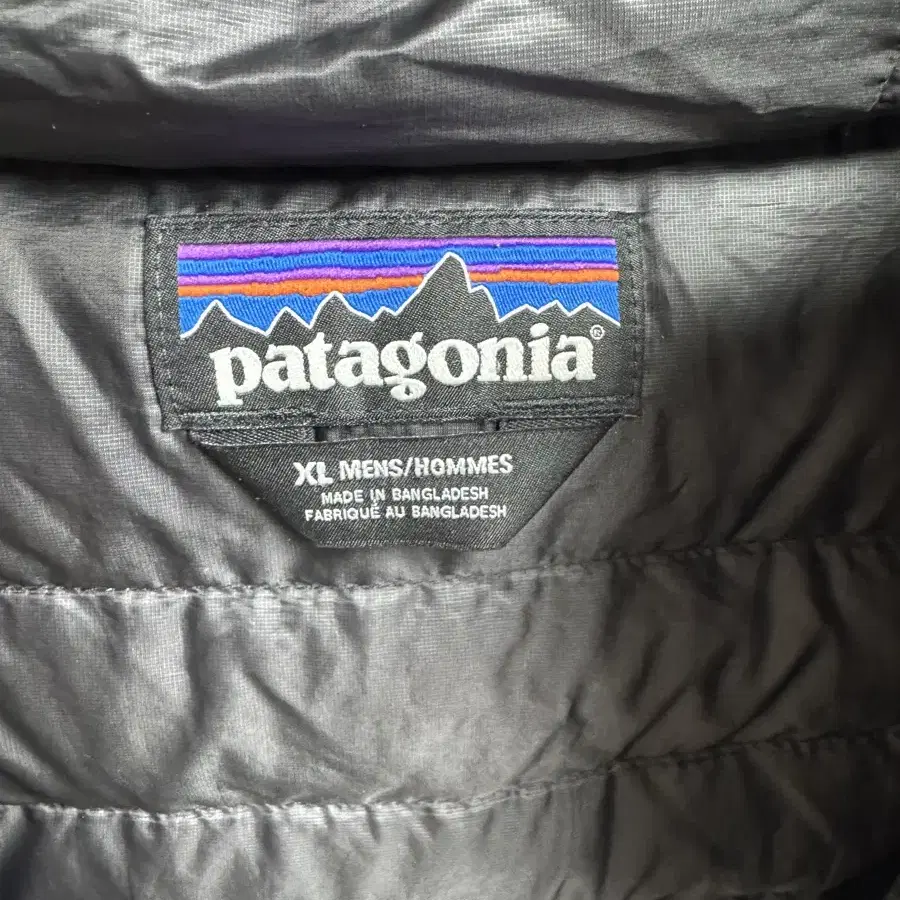 patagonia®
XL MENS/HOMMES
MADE IN BANGLADESH
FABRIQUÉ AU BANGLADESH